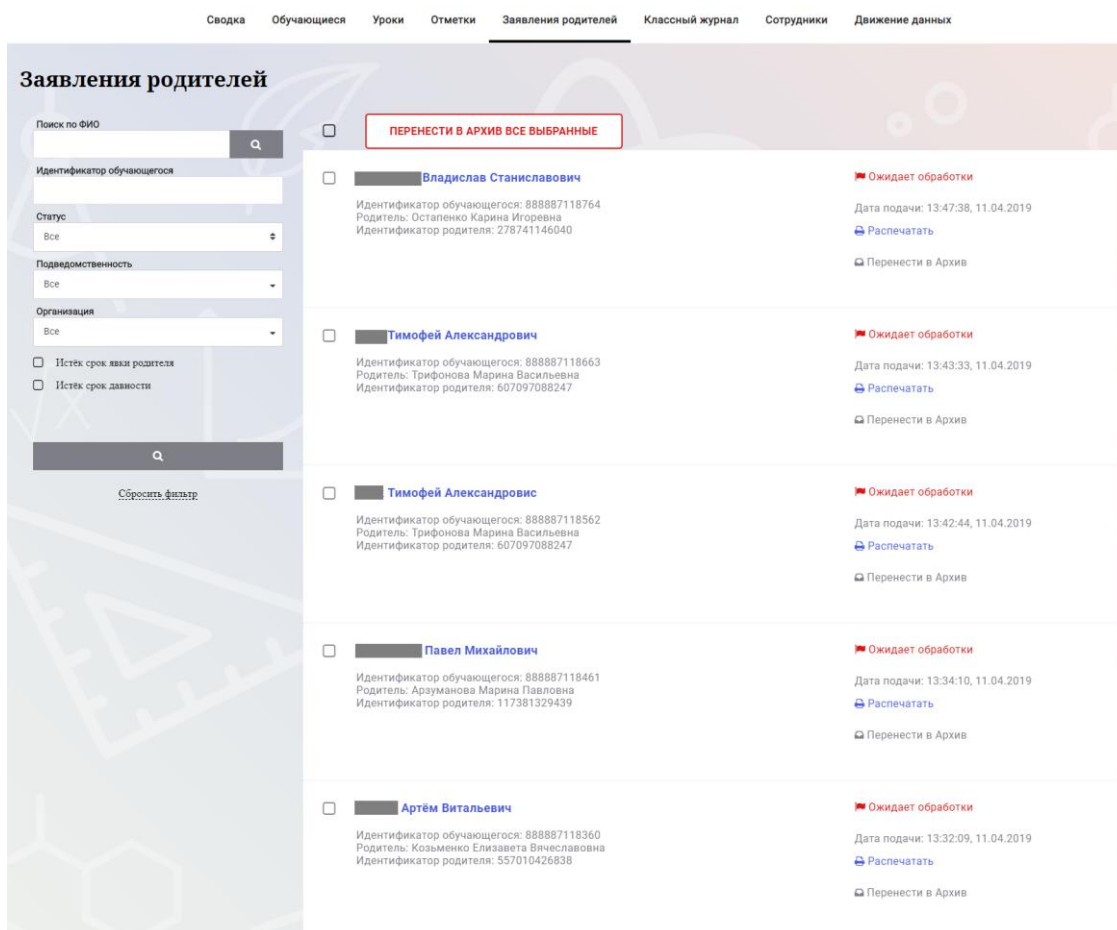 Сводка Обучающиеся Уроки Отметки Заявления родителей Классный журнал Сотрудники Движение данных
Заявления родителей
Поиск по ФИО
Идентификатор обучающегося
Статус
Все
Подведомственность
Все
Организация
Все
Истёк срок явки родителя
Истёк срок давности
Сбросить фильтр
ПЕРЕНЕСТИ В АРХИВ ВСЕ ВЫБРАННЫЕ
Владислав Станиславович
Идентификатор обучающегося: 888887118764
Родитель: Остапенко Карина Игоревна
Идентификатор родителя: 278741146040
Ожидает обработки
Дата подачи: 13:47:38, 11.04.2019
Распечатать
Перенести в Архив
Тимофей Александрович
Идентификатор обучающегося: 888887118663
Родитель: Трифонова Марина Васильевна
Идентификатор родителя: 607097088247
Ожидает обработки
Дата подачи: 13:43:33, 11.04.2019
Распечатать
Перенести в Архив
Тимофей Александровис
Идентификатор обучающегося: 888887118562
Родитель: Трифонова Марина Васильевна
Идентификатор родителя: 607097088247
Ожидает обработки
Дата подачи: 13:42:44, 11.04.2019
Распечатать
Перенести в Архив
Павел Михайлович
Идентификатор обучающегося: 888887118461
Родитель: Арзуманова Марина Павловна
Идентификатор родителя: 117381329439
Ожидает обработки
Дата подачи: 13:34:10, 11.04.2019
Распечатать
Перенести в Архив
Артём Витальевич
Идентификатор обучающегося: 888887118360
Родитель: Козьменко Елизавета Вячеславовна
Идентификатор родителя: 557010426838
Ожидает обработки
Дата подачи: 13:32:09, 11.04.2019
Распечатать
Перенести в Архив